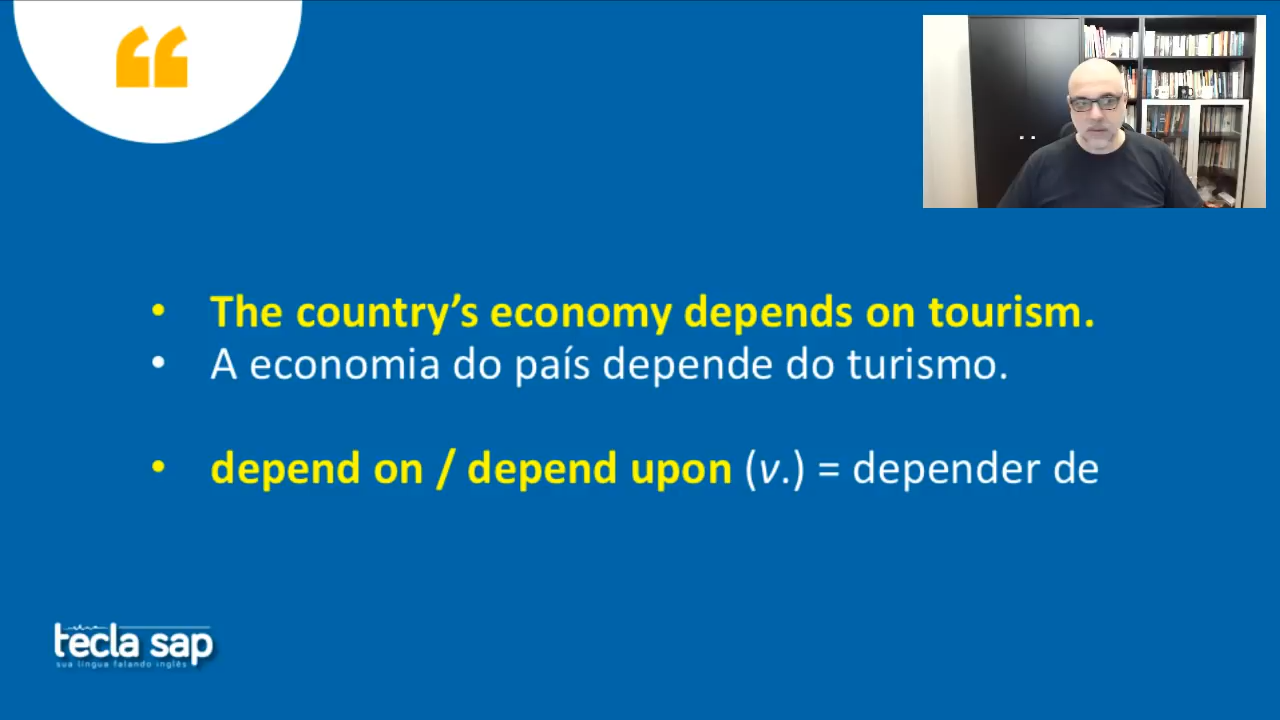 • The country’s economy depends on tourism.
• A economia do país depende do turismo.
• depend on / depend upon (v.) = depender de
tecla sap
sua língua falando inglês